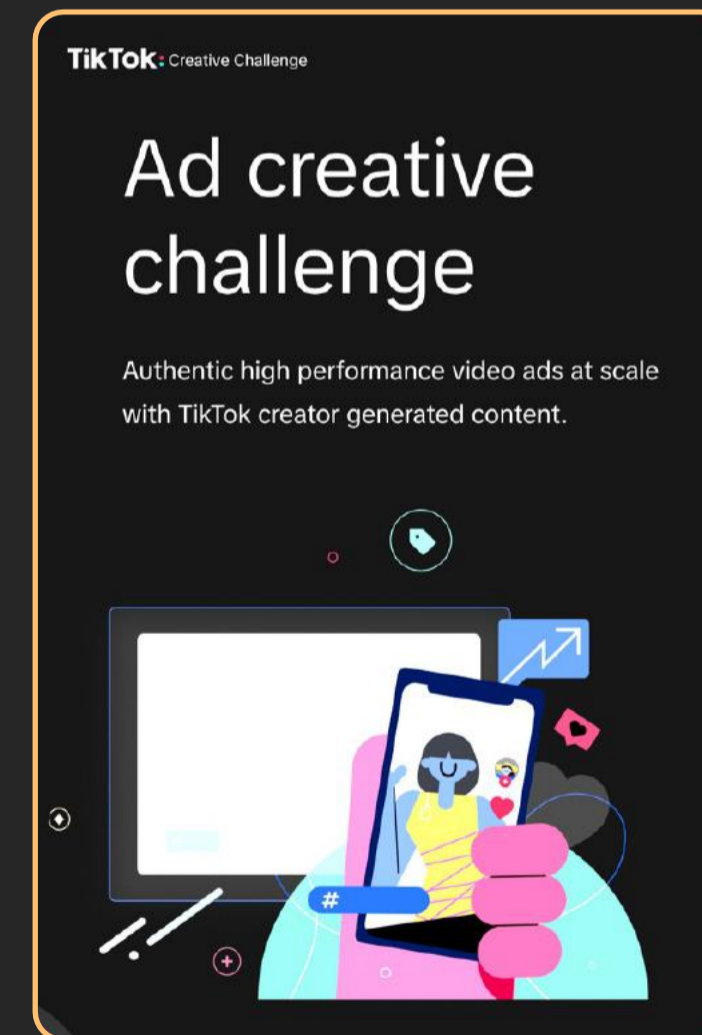 TikTok: Creative Challenge
Ad creative
challenge
Authentic high performance video ads at scale
with TikTok creator generated content.
#